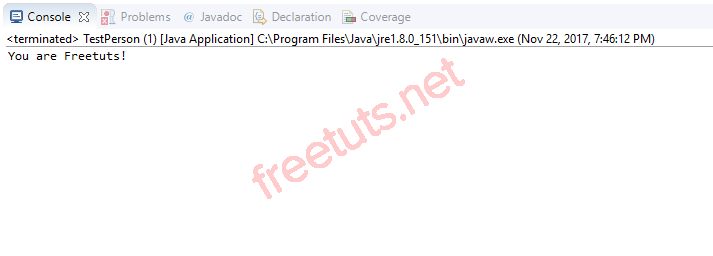 Console Problems @ Javadoc Declaration Coverage
<terminated> TestPerson (1) [Java Application] C:\Program Files\Java\jre1.8.0_151\bin\javaw.exe (Nov 22, 2017, 7:46:12 PM)
You are Freetuts!
freetuts.net